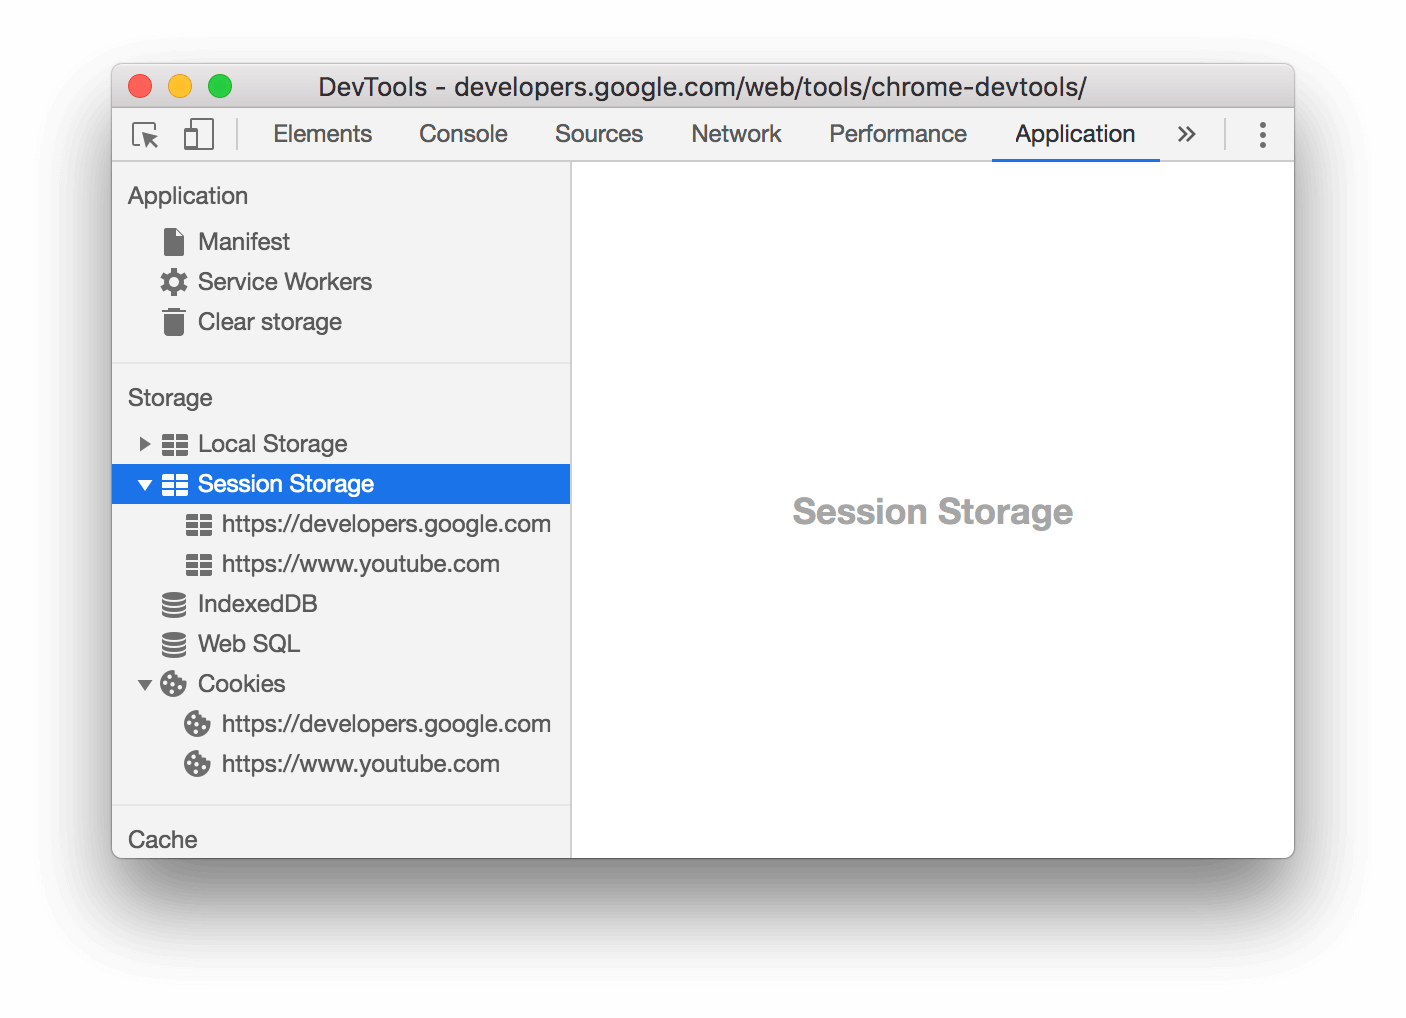 DevTools - developers.google.com/web/tools/chrome-devtools/
Elements Console Sources Network Performance Application
Application
Manifest
Service Workers
Clear storage
Storage
Local Storage
Session Storage
https://developers.google.com
https://www.youtube.com
IndexedDB
Web SQL
Cookies
https://developers.google.com
https://www.youtube.com
Cache
Session Storage